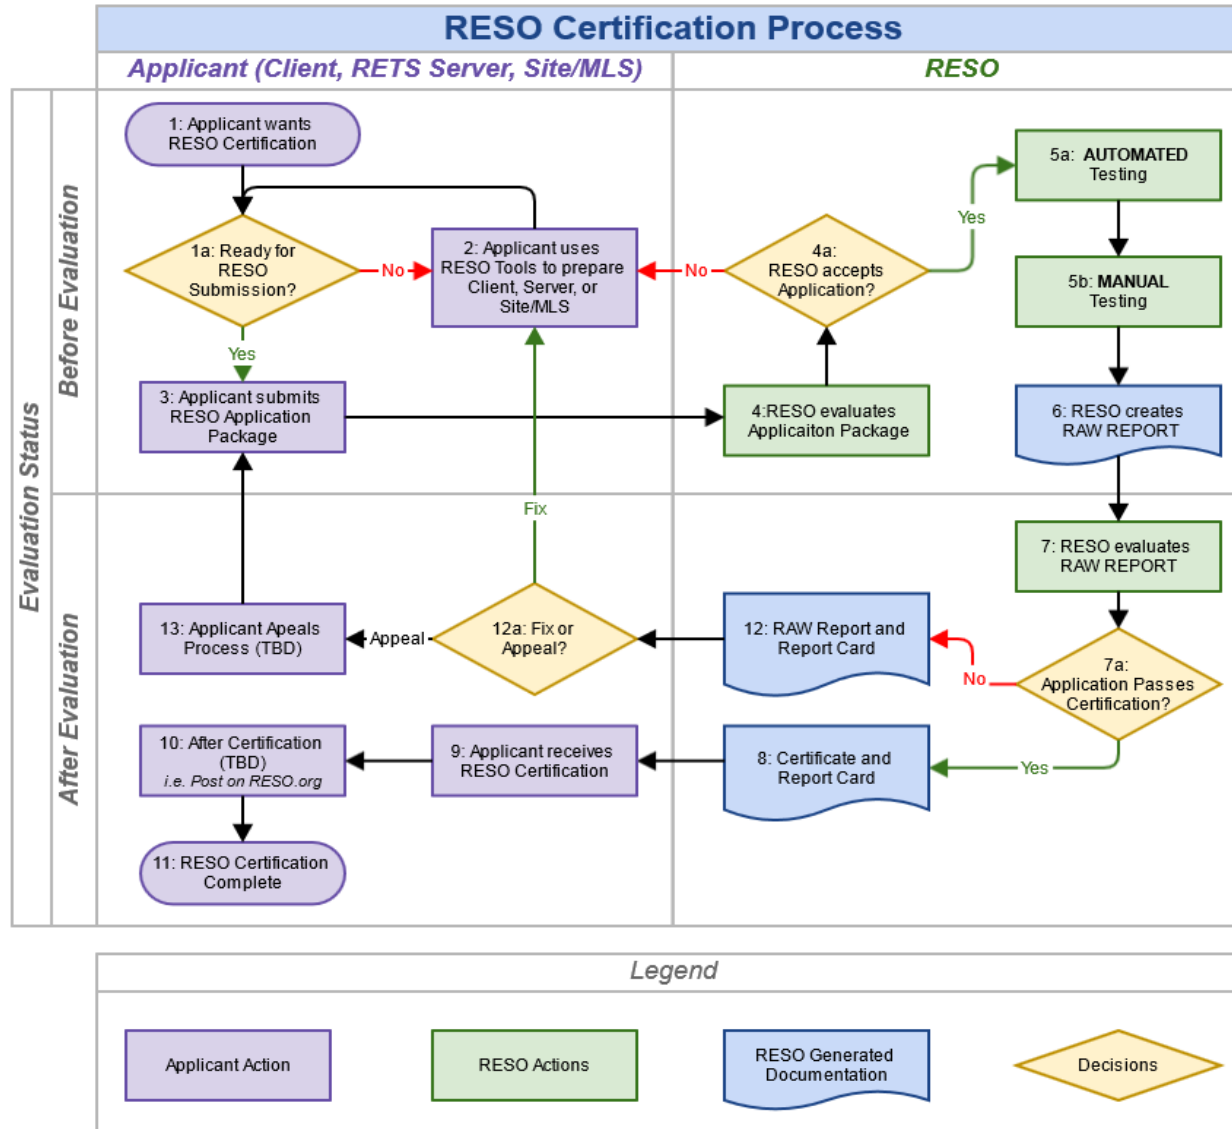 RESO Certification Process
Applicant (Client, RETS Server, Site/MLS)
RESO
Evaluation Status
Before Evaluation
1: Applicant wants
RESO Certification
1a: Ready for
RESO
Submission?
No
Yes
2: Applicant uses
RESO Tools to prepare
Client, Server, or
Site/MLS
3: Applicant submits
RESO Application
Package
No
4a:
RESO accepts
Application?
Yes
4:RESO evaluates
Applicaiton Package
5a: AUTOMATED
Testing
5b: MANUAL
Testing
6: RESO creates
RAW REPORT
After Evaluation
Fix
7: RESO evaluates
RAW REPORT
7a:
Application Passes
Certification?
No
Yes
12: RAW Report and
Report Card
12a: Fix or
Appeal?
Appeal
13: Applicant Apeals
Process (TBD)
8: Certificate and
Report Card
9: Applicant receives
RESO Certification
10: After Certification
(TBD)
i.e. Post on RESO.org
11: RESO Certification
Complete
Legend
Applicant Action
RESO Actions
RESO Generated
Documentation
Decisions